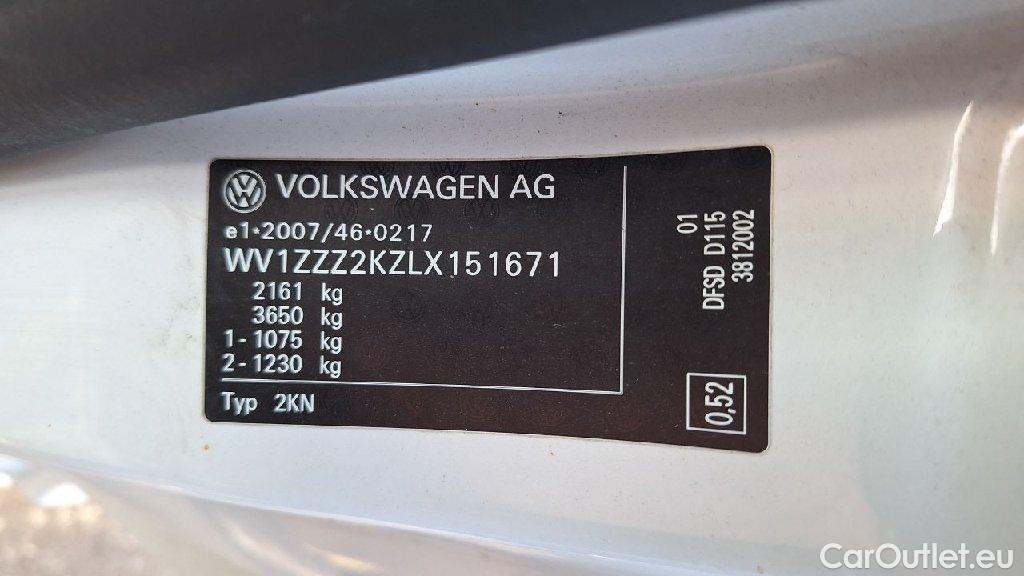 VOLKSWAGEN AG
e1*2007/46*0217
WV1ZZZ2KZLX151671
2161 kg
3650 kg
1 - 1075 kg
2 - 1230 kg
Typ 2KN
01
DFSD D115
3812002
0,52
CarOutlet.eu